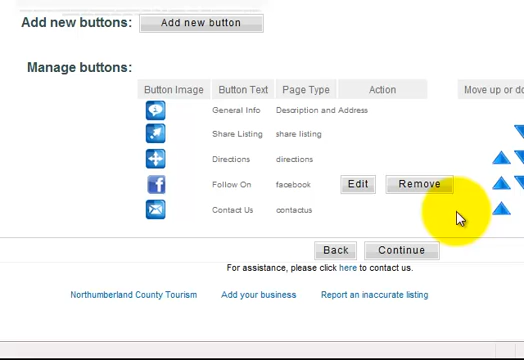 Add new buttons: Add new button
Manage buttons:
Button Image Button Text Page Type Action Move up or do
General Info Description and Address
Share Listing share listing
Directions directions
Follow On facebook Edit Remove
Contact Us contactus
Back Continue
For assistance, please click here to contact us.
Northumberland County Tourism Add your business Report an inaccurate listing